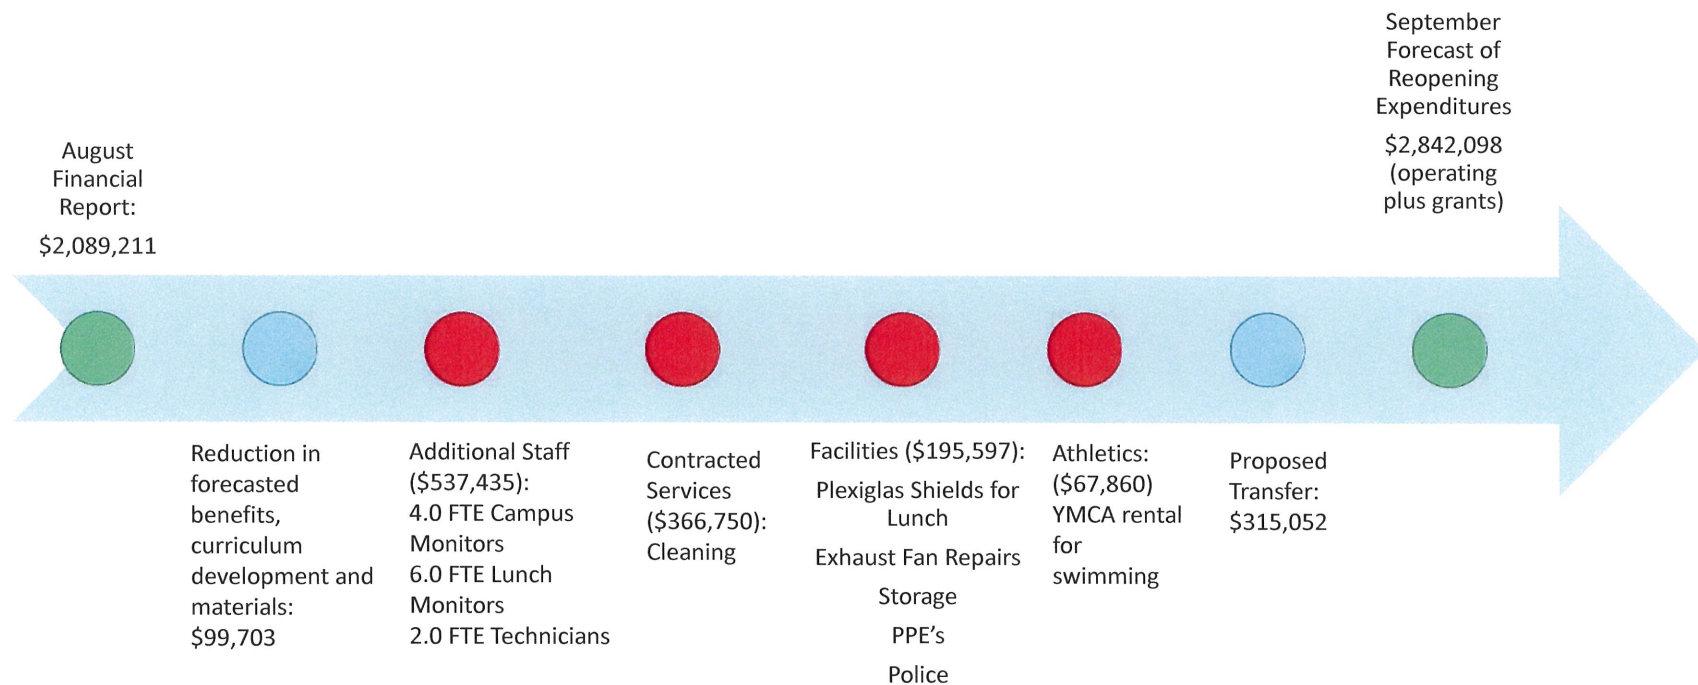 August
Financial
Report:
$2,089,211
Reduction in
forecasted
benefits,
curriculum
development and
materials:
$99,703
Additional Staff
($537,435):
4.0 FTE Campus
Monitors
6.0 FTE Lunch
Monitors
2.0 FTE Technicians
Contracted
Services
($366,750):
Cleaning
Facilities ($195,597):
Plexiglas Shields for
Lunch
Exhaust Fan Repairs
Storage
PPE's
Police
Athletics:
($67,860)
YMCA rental
for
swimming
Proposed
Transfer:
$315,052
September
Forecast of
Reopening
Expenditures
$2,842,098
(operating
plus grants)